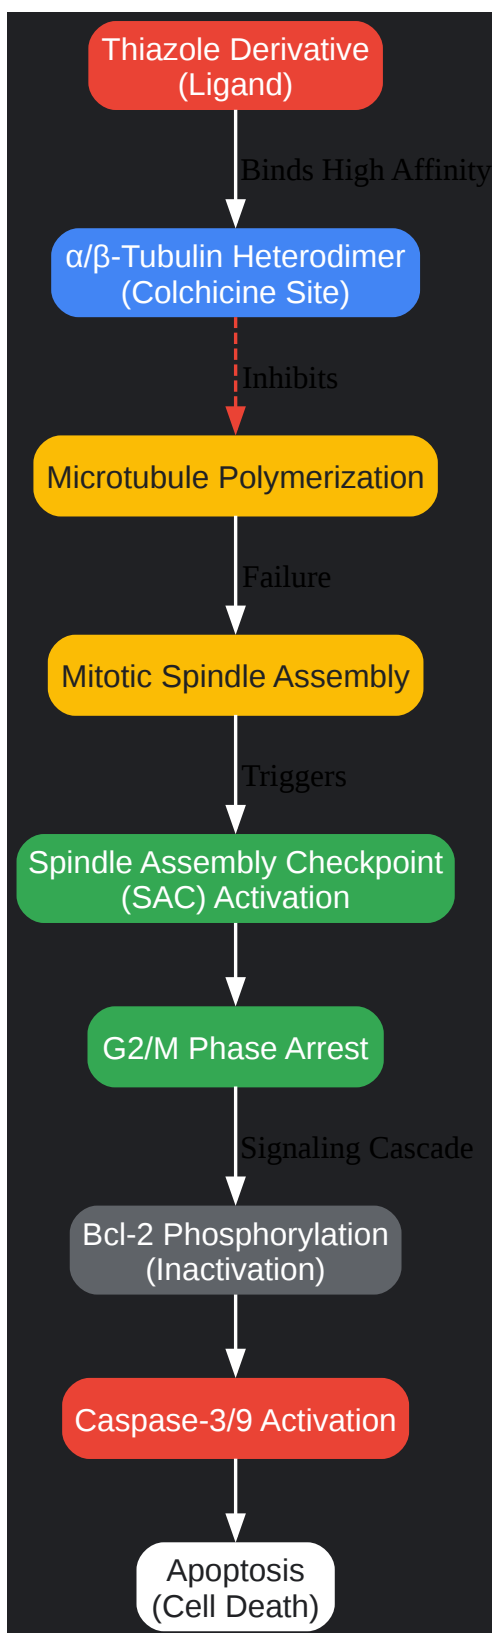 Thiazole Derivative
(Ligand)
Binds High Affinity
α/β-Tubulin Heterodimer
(Colchicine Site)
Inhibits
Microtubule Polymerization
Failure
Mitotic Spindle Assembly
Triggers
Spindle Assembly Checkpoint
(SAC) Activation
G2/M Phase Arrest
Signaling Cascade
Bcl-2 Phosphorylation
(Inactivation)
Caspase-3/9 Activation
Apoptosis
(Cell Death)